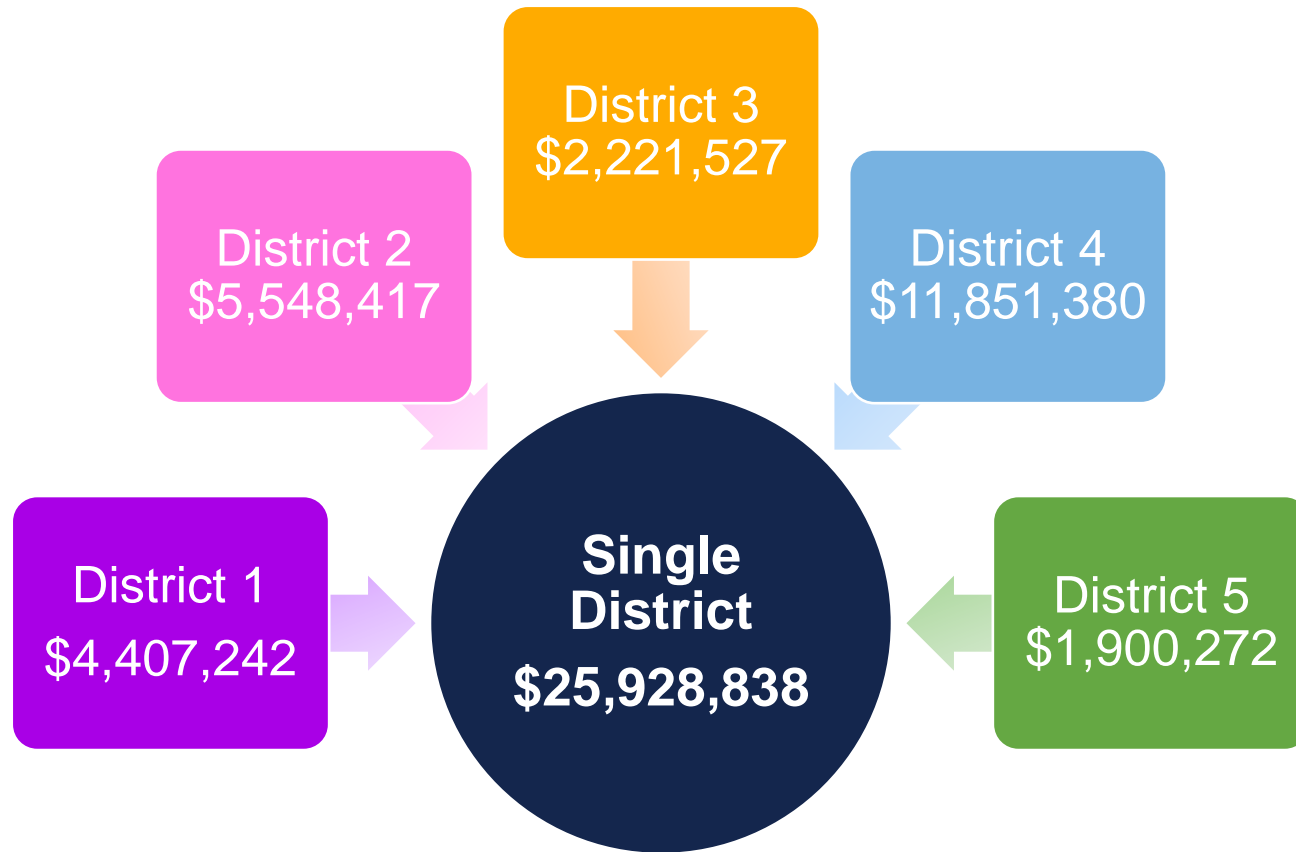 District 3
$2,221,527
District 2
$5,548,417
District 4
$11,851,380
District 1
$4,407,242
Single
District
$25,928,838
District 5
$1,900,272